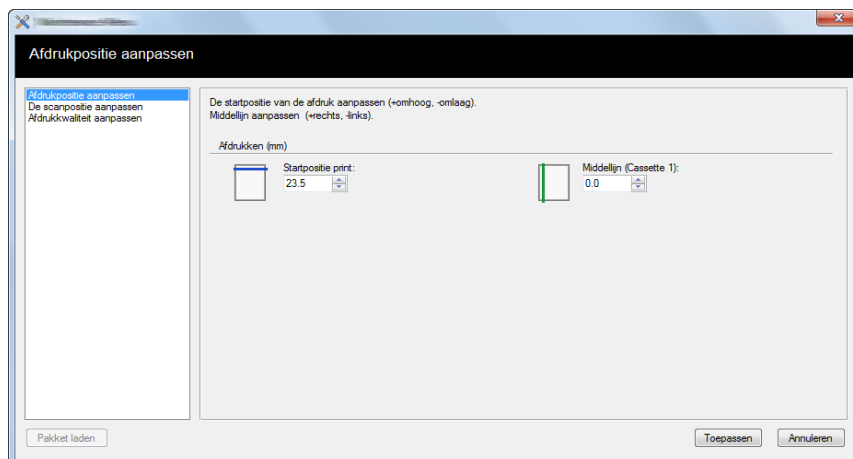 Afdrukpositie aanpassen
Afdrukpositie aanpassen
De scanpositie aanpassen
Afdrukkwaliteit aanpassen
De startpositie van de afdruk aanpassen (+omhoog, -omlaag).
Middellijn aanpassen (+rechts, -links).
Afdrukken (mm)
Startpositie print:
23.5
Middellijn (Cassette 1):
0.0
Pakket laden
Toepassen
Annuleren